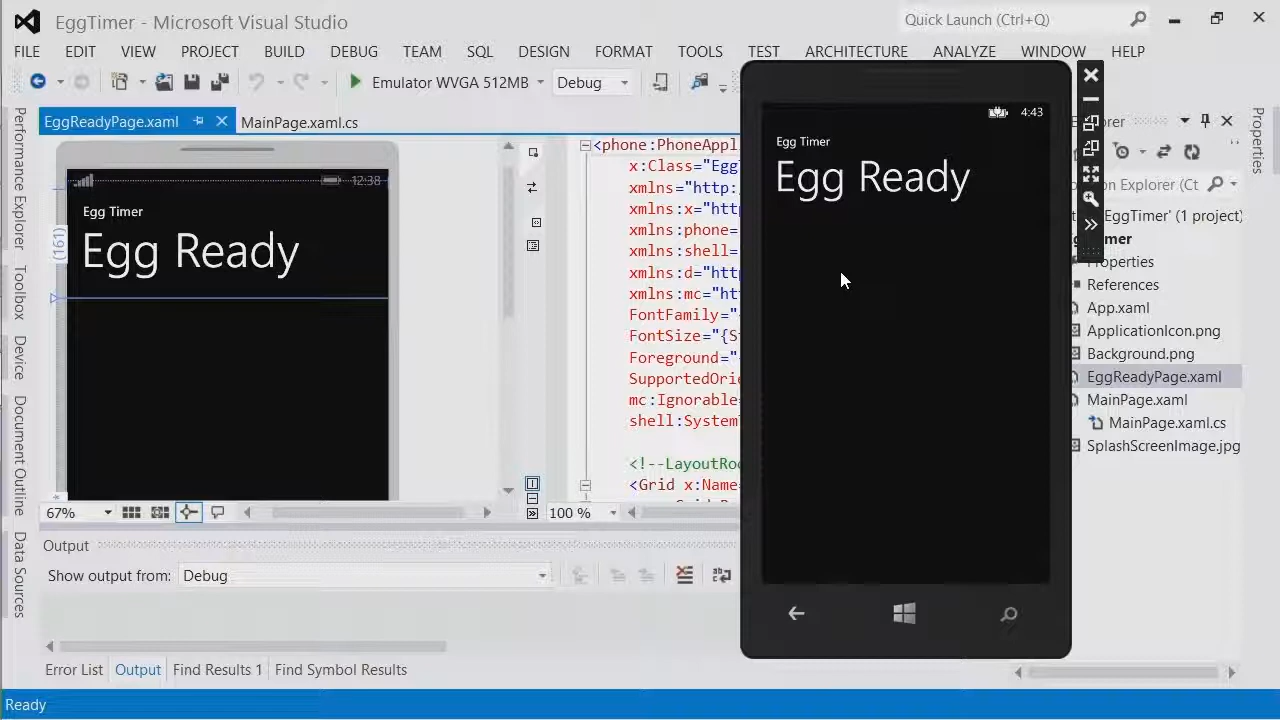 EggTimer - Microsoft Visual Studio
Quick Launch (Ctrl+Q)
FILE EDIT VIEW PROJECT BUILD DEBUG TEAM SQL DESIGN FORMAT TOOLS TEST ARCHITECTURE ANALYZE WINDOW HELP
Emulator WVGA 512MB Debug
EggReadyPage.xaml MainPage.xaml.cs
Performance Explorer
Toolbox
Device
Document Outline
Data Sources
12:38
Egg Timer
Egg Ready
(161)
67%
<phone:PhoneAppl
x:Class="Egg
xmlns="http:
xmlns:x="htt
xmlns:phone=
xmlns:shell=
xmlns:d="htt
xmlns:mc="ht
FontFamily="
FontSize="{S
Foreground="
SupportedOrie
mc:Ignorable=
shell:System
<!--LayoutRoo
<Grid x:Name=
100 %
4:43
Egg Timer
Egg Ready
Properties
EggTimer' (1 project)
Properties
References
App.xaml
ApplicationIcon.png
Background.png
EggReadyPage.xaml
MainPage.xaml
MainPage.xaml.cs
SplashScreenImage.jpg
Output
Show output from: Debug
Error List Output Find Results 1 Find Symbol Results
Ready